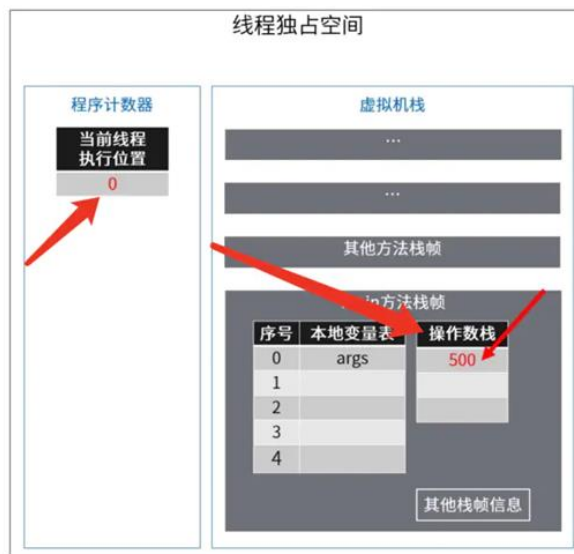 线程独占空间
程序计数器
当前线程
执行位置
0
虚拟机栈
...
...
其他方法栈帧
in方法栈帧
序号 本地变量表 操作数栈
0 args 500
1
2
3
4
其他栈帧信息